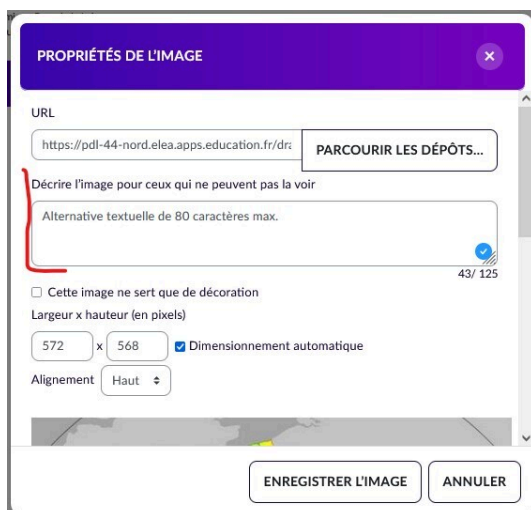 PROPRIÉTÉS DE L'IMAGE
URL
https://pdl-44-nord.elea.apps.education.fr/dra
PARCOURIR LES DÉPÔTS...
Décrire l'image pour ceux qui ne peuvent pas la voir
Alternative textuelle de 80 caractères max.
43/ 125
Cette image ne sert que de décoration
Largeur x hauteur (en pixels)
572 x 568 Dimensionnement automatique
Alignement Haut
ENREGISTRER L'IMAGE ANNULER